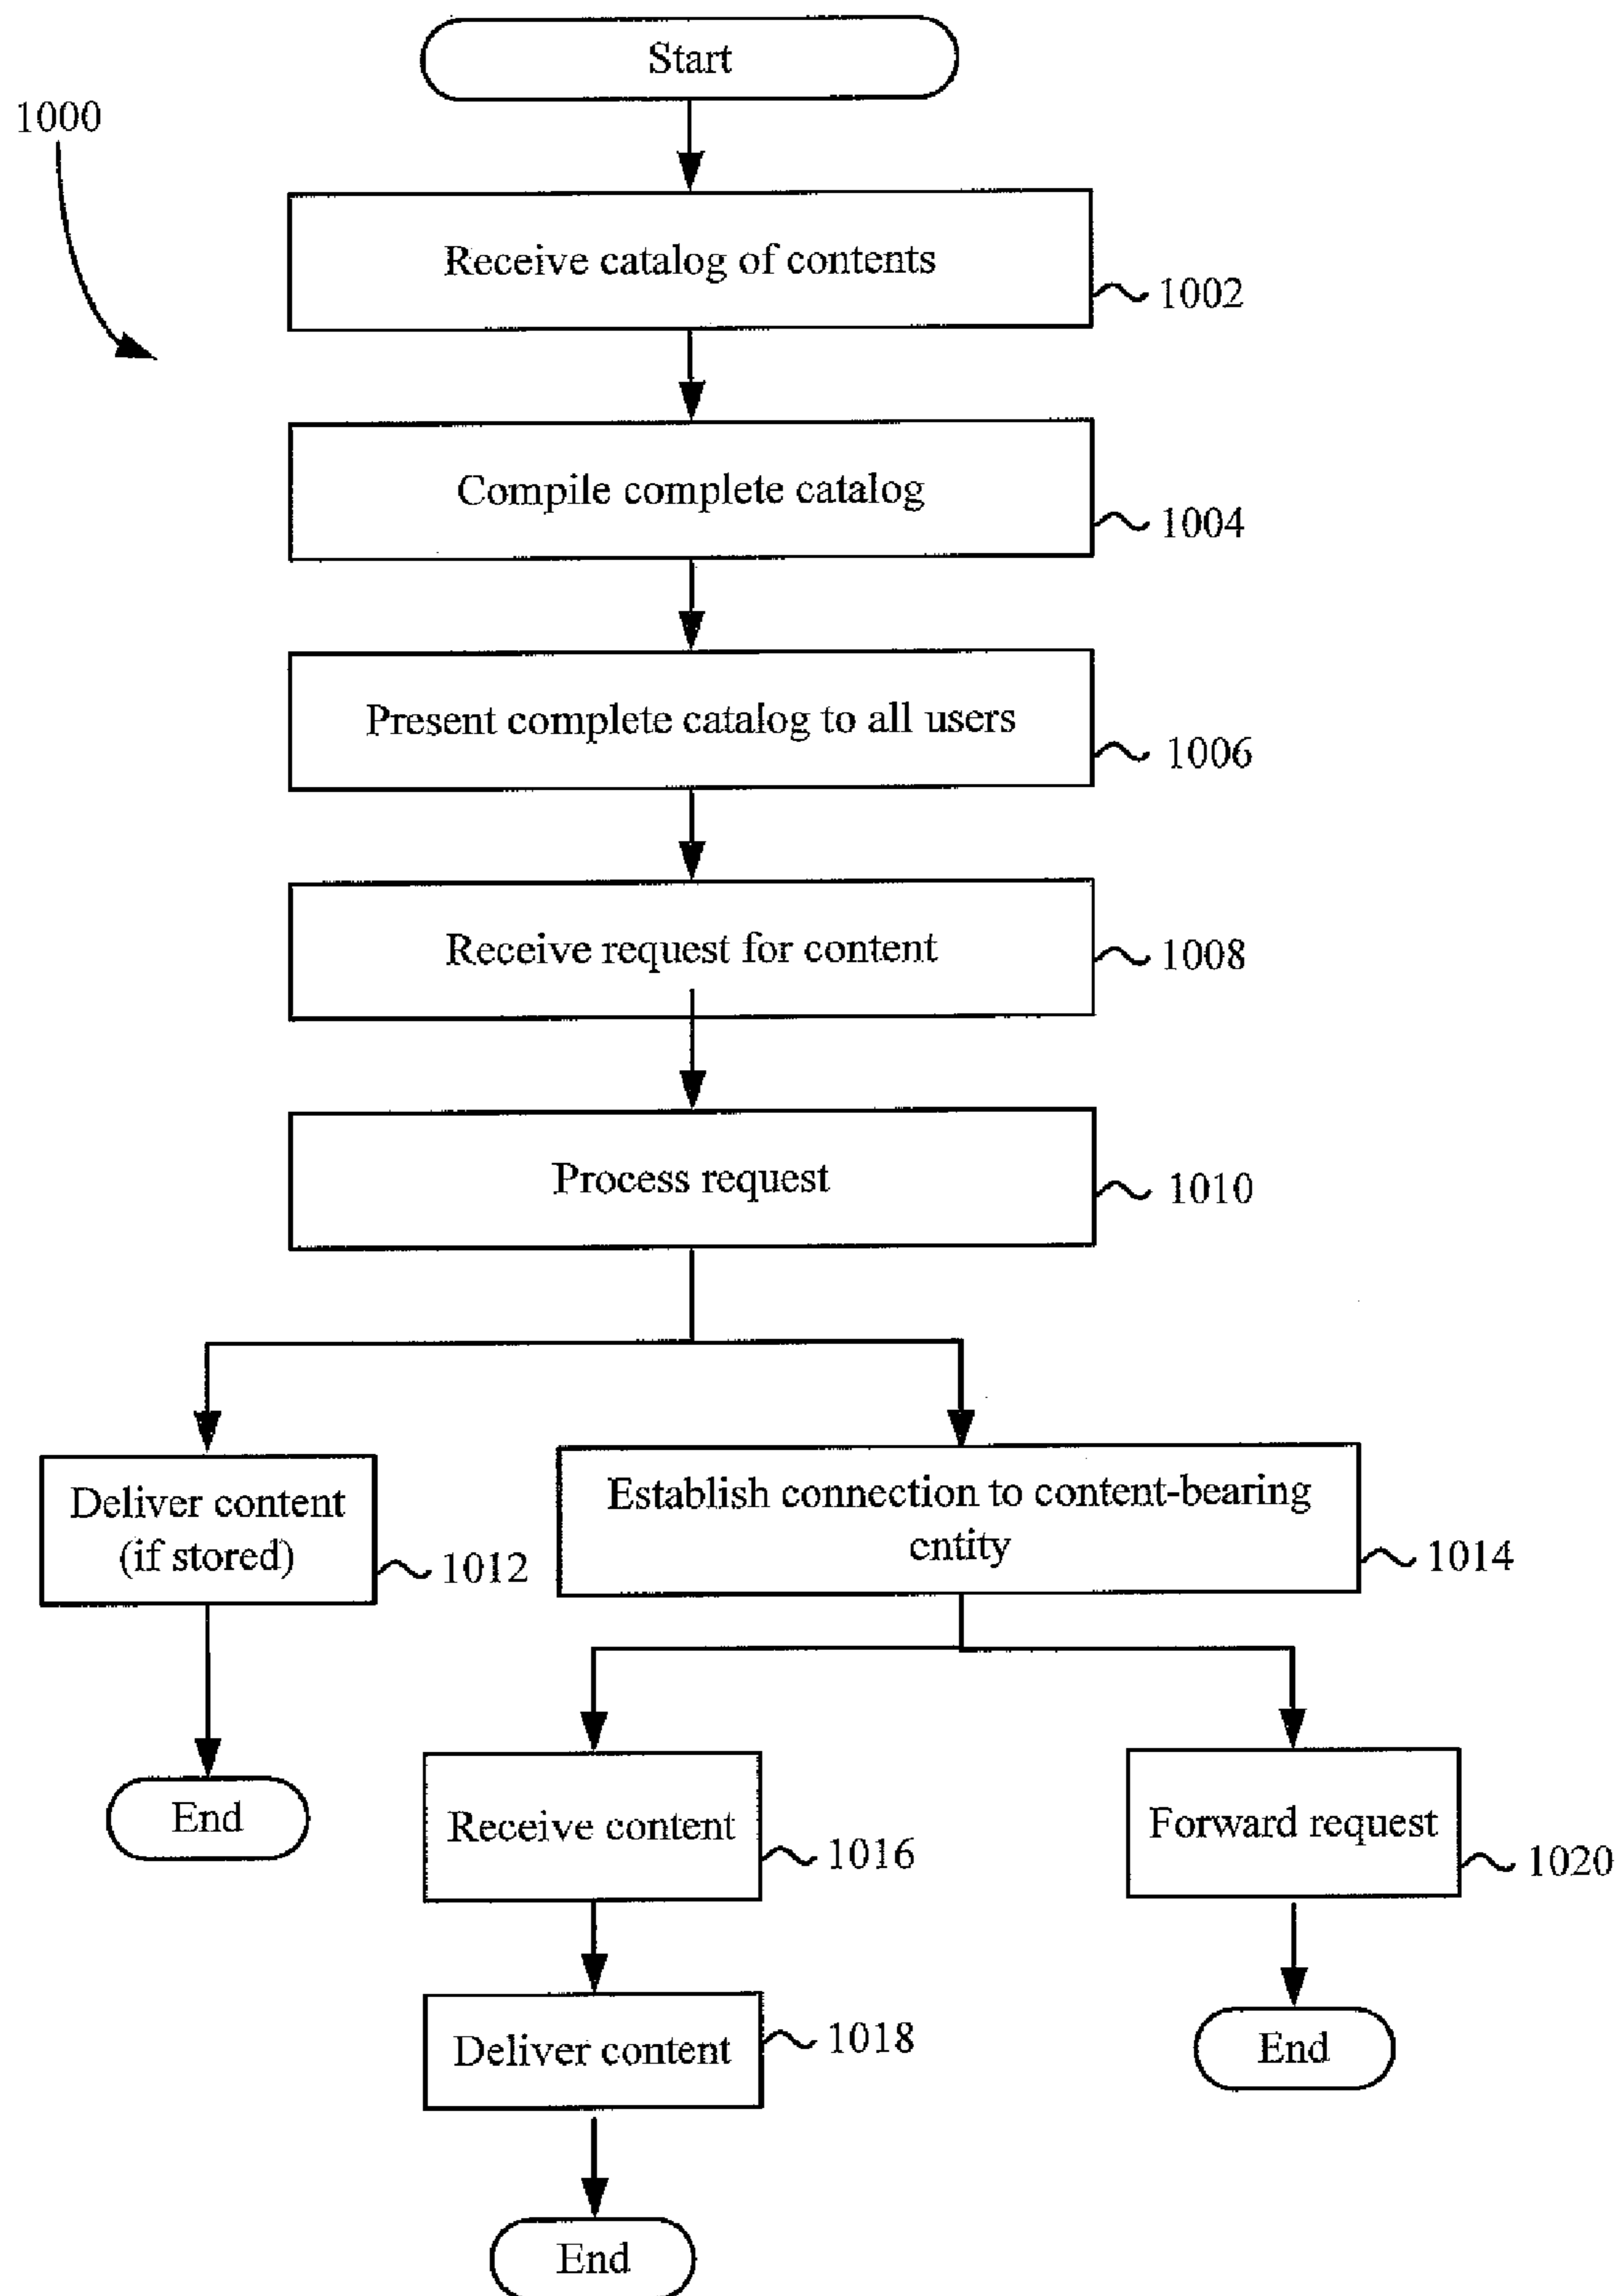 Start
1000
Receive catalog of contents
1002
Compile complete catalog
1004
Present complete catalog to all users
1006
Receive request for content
1008
Process request
1010
Deliver content
(if stored)
1012
Establish connection to content-bearing
entity
1014
End
Receive content
1016
Forward request
1020
Deliver content
1018
End
End